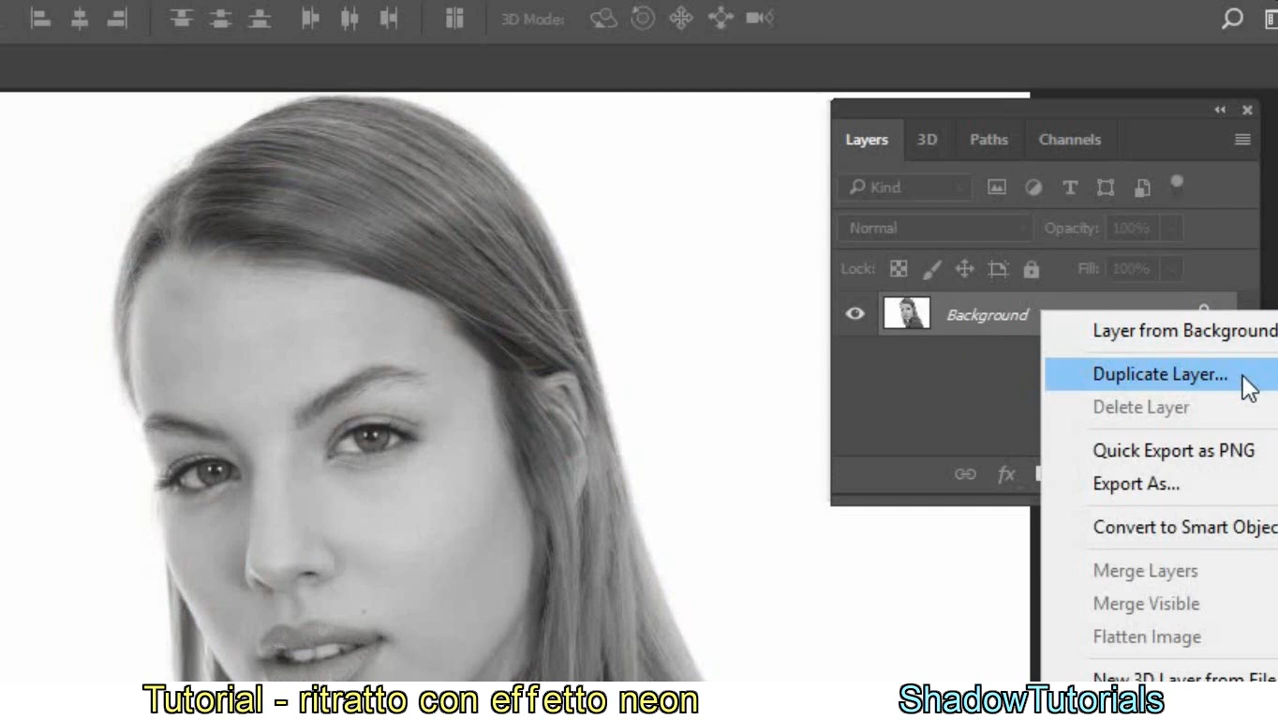 3D Mode:
Layers 3D Paths Channels
Kind
Normal Opacity: 100%
Lock: Fill: 100%
Background
Layer from Background
Duplicate Layer...
Delete Layer
Quick Export as PNG
Export As...
Convert to Smart Objec
Merge Layers
Merge Visible
Flatten Image
New 3D Layer from File
Tutorial - ritratto con effetto neon ShadowTutorials